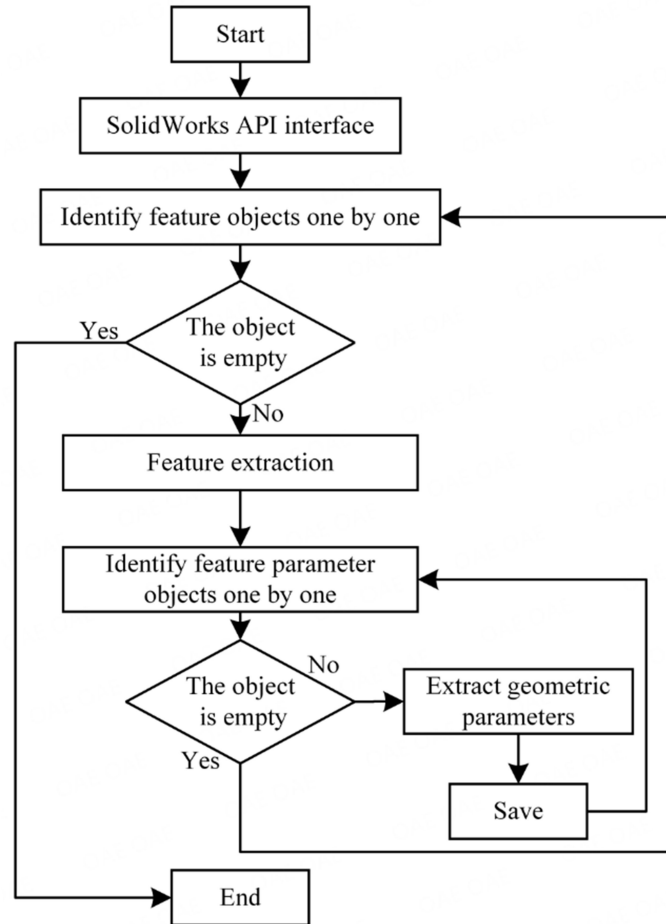 Start
SolidWorks API interface
Identify feature objects one by one
Yes
The object
is empty
No
Feature extraction
Identify feature parameter
objects one by one
No
The object
is empty
Extract geometric
parameters
Yes
Save
End